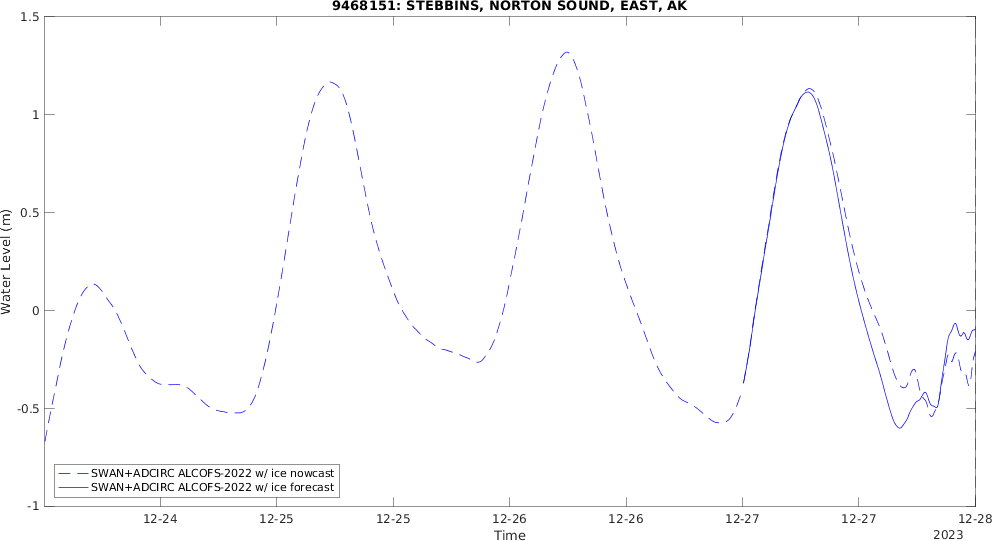 9468151: STEBBINS, NORTON SOUND, EAST, AK
1.5
1
0.5
0
-0.5
-1
Water Level (m)
SWAN+ADCIRC ALCOFS-2022 w/ ice nowcast
SWAN+ADCIRC ALCOFS-2022 w/ ice forecast
12-24 12-25 12-25 12-26 12-26 12-27 12-27 12-28
Time
2023